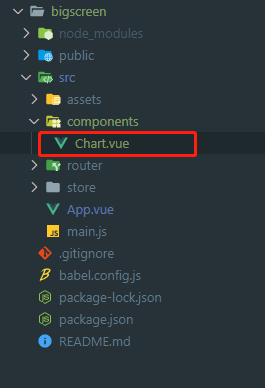 bigscreen
node_modules
public
src
assets
components
Chart.vue
router
store
App.vue
main.js
.gitignore
babel.config.js
package-lock.json
package.json
README.md